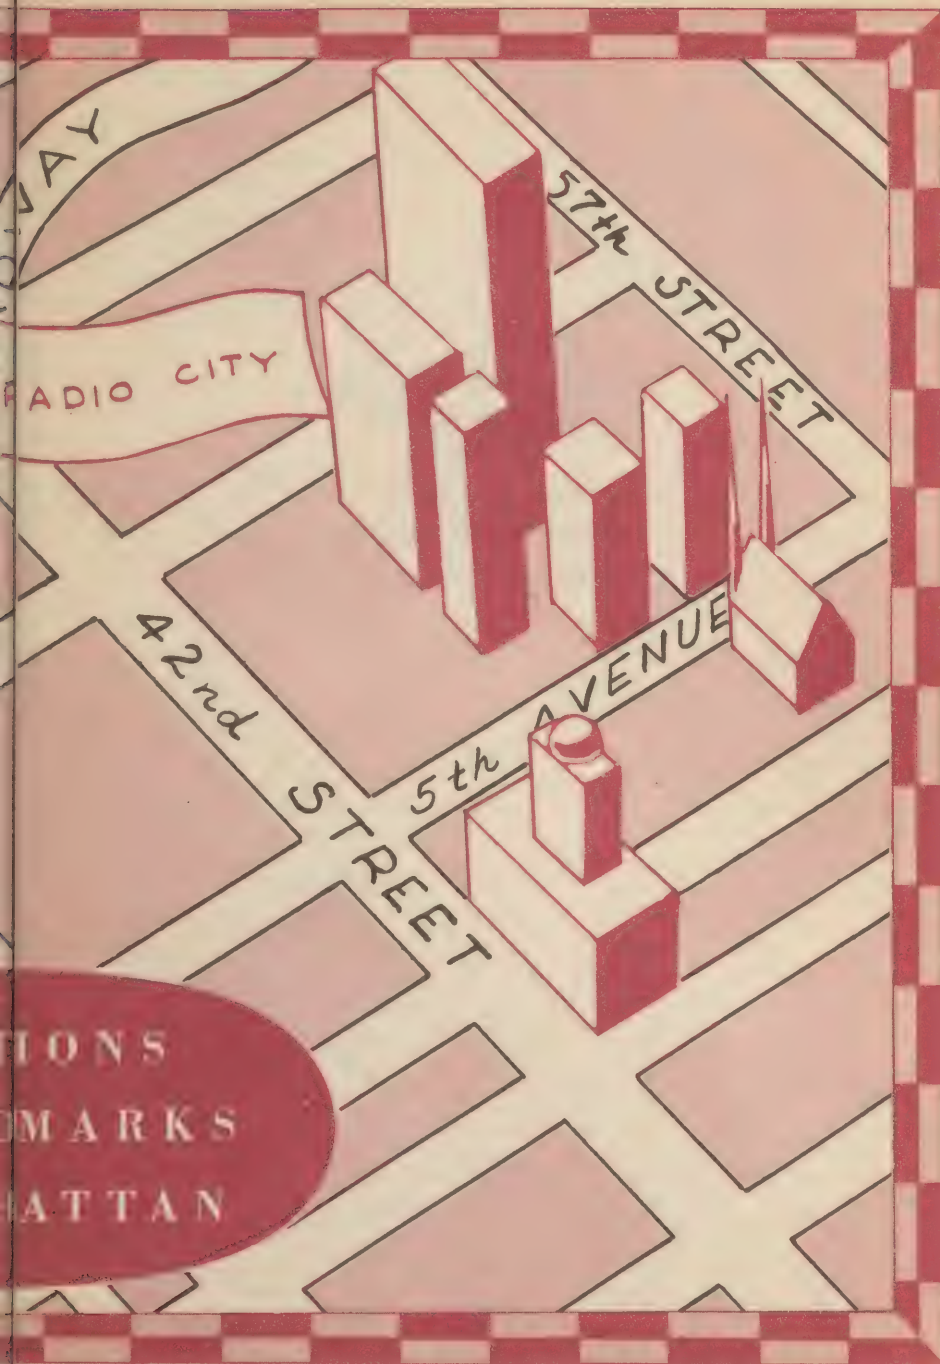 WAY
57th STREET
RADIO CITY
42nd STREET
5th AVENUE
IONS
MARKS
ATTAN